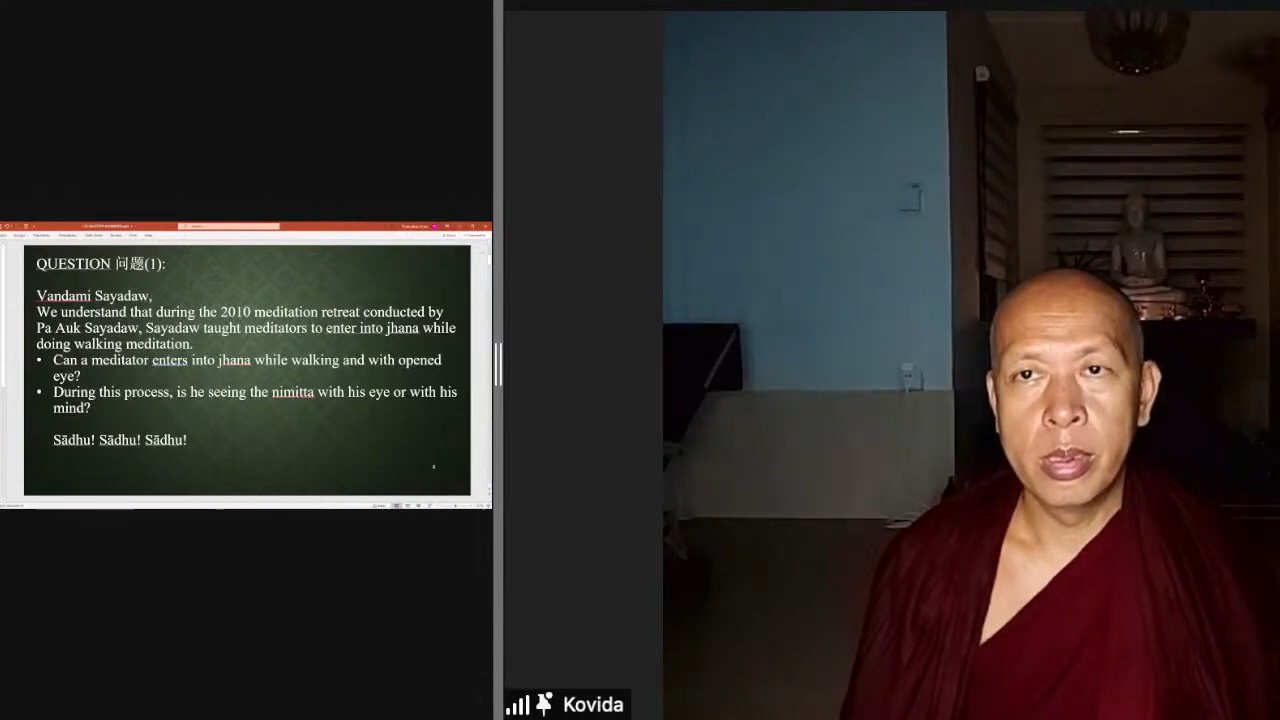 QUESTION 问题(1):
Vandami Sayadaw,
We understand that during the 2010 meditation retreat conducted by
Pa Auk Sayadaw, Sayadaw taught meditators to enter into jhana while
doing walking meditation.
• Can a meditator enters into jhana while walking and with opened
eye?
• During this process, is he seeing the nimitta with his eye or with his
mind?
Sādhu! Sādhu! Sādhu!
Kovida